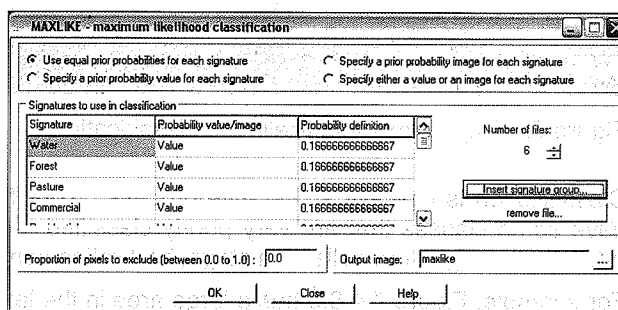 MAXLIKE - maximum likelihood classification
Use equal prior probabilities for each signature
Specify a prior probability image for each signature
Specify a prior probability value for each signature
Specify either a value or an image for each signature
Signatures to use in classification
Signature Probability value/image Probability definition
Water Value 0.166666666666667
Forest Value 0.166666666666667
Pasture Value 0.166666666666667
Commercial Value 0.166666666666667
Number of files:
6
Insert signature group...
remove file...
Proportion of pixels to exclude (between 0.0 to 1.0) : 0.0
Output image: maxlike ...
OK Close Help